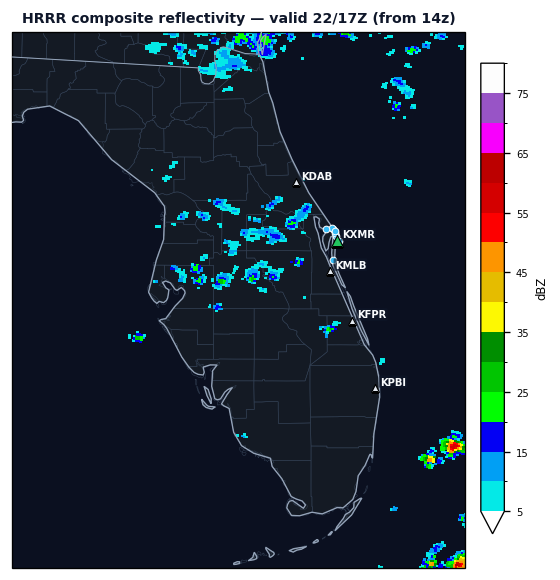 HRRR composite reflectivity — valid 22/17Z (from 14z)
KDAB
KXMR
KMLB
KFPR
KPBI
75
65
55
45
35
25
15
5
dBZ